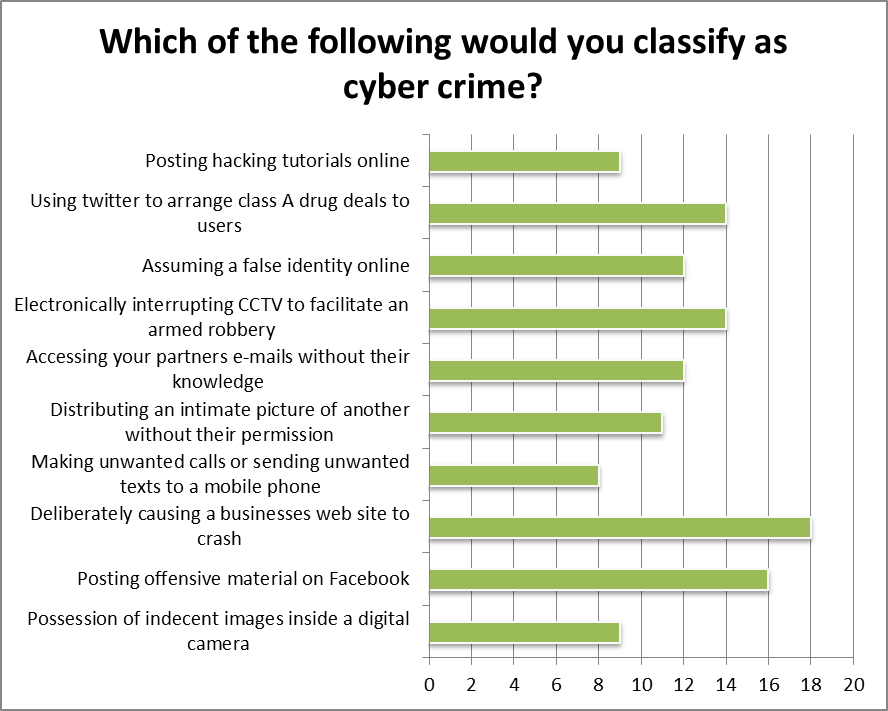 Which of the following would you classify as
cyber crime?
Posting hacking tutorials online
Using twitter to arrange class A drug deals to
users
Assuming a false identity online
Electronically interrupting CCTV to facilitate an
armed robbery
Accessing your partners e-mails without their
knowledge
Distributing an intimate picture of another
without their permission
Making unwanted calls or sending unwanted
texts to a mobile phone
Deliberately causing a businesses web site to
crash
Posting offensive material on Facebook
Possession of indecent images inside a digital
camera
0 2 4 6 8 10 12 14 16 18 20